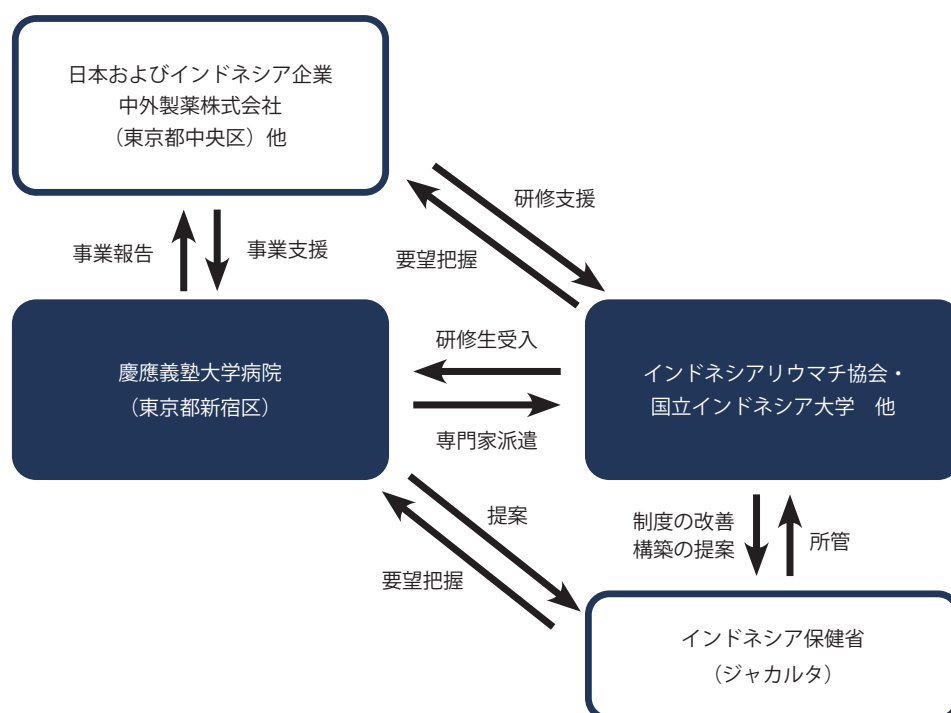 日本およびインドネシア企業
中外製薬株式会社
（東京都中央区）他
研修支援
要望把握
事業報告
事業支援
慶應義塾大学病院
（東京都新宿区）
研修生受入
専門家派遣
インドネシアリウマチ協会・
国立インドネシア大学　他
提案
要望把握
制度の改善
構築の提案
所管
インドネシア保健省
（ジャカルタ）